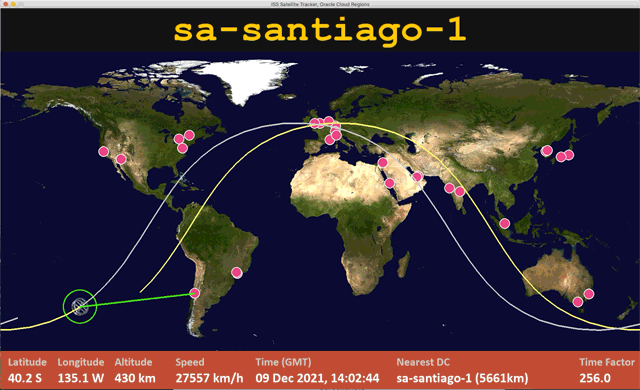 ISS Satellite Tracker, Oracle Cloud Regions
sa-santiago-1
Latitude Longitude Altitude Speed Time (GMT) Nearest DC Time Factor
40.2 S 135.1 W 430 km 27557 km/h 09 Dec 2021, 14:02:44 sa-santiago-1 (5661km) 256.0